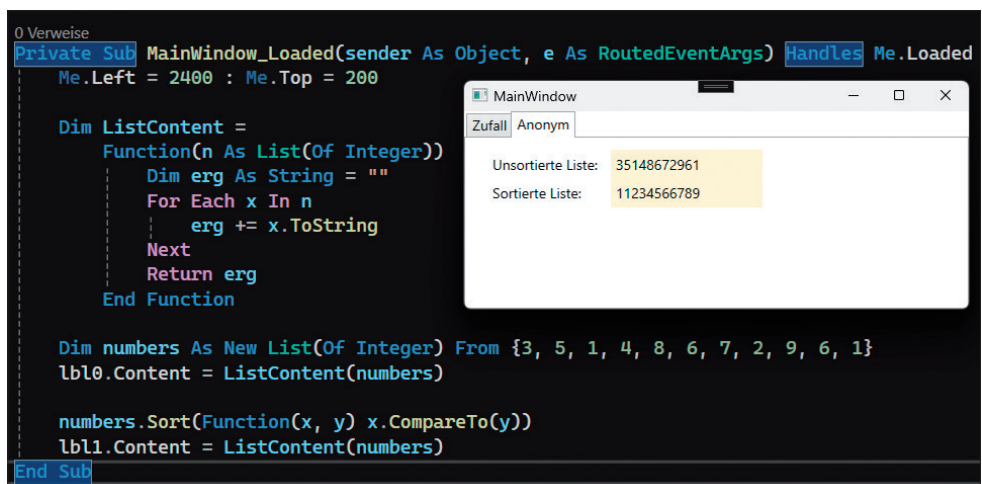 0 Verweise
Private Sub MainWindow_Loaded(sender As Object, e As RoutedEventArgs) Handles Me.Loaded
Me.Left = 2400 : Me.Top = 200
Dim ListContent =
Function(n As List(Of Integer))
Dim erg As String = ""
For Each x In n
erg += x.ToString
Next
Return erg
End Function
Dim numbers As New List(Of Integer) From {3, 5, 1, 4, 8, 6, 7, 2, 9, 6, 1}
lbl0.Content = ListContent(numbers)
numbers.Sort(Function(x, y) x.CompareTo(y))
lbl1.Content = ListContent(numbers)
End Sub
MainWindow
Zufall Anonym
Unsortierte Liste: 35148672961
Sortierte Liste: 11234566789